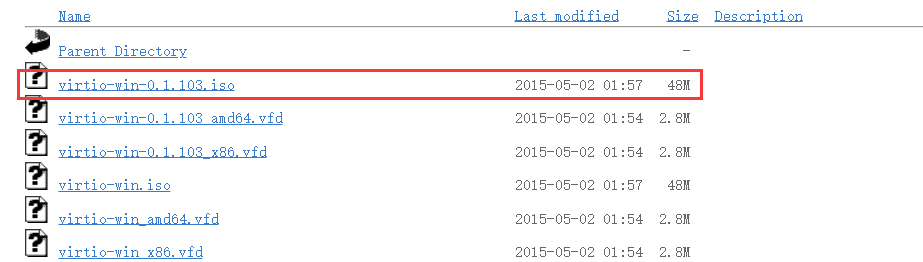 Name Last modified Size Description
Parent Directory -
virtio-win-0.1.103.iso 2015-05-02 01:57 48M
virtio-win-0.1.103_amd64.vfd 2015-05-02 01:54 2.8M
virtio-win-0.1.103_x86.vfd 2015-05-02 01:54 2.8M
virtio-win.iso 2015-05-02 01:57 48M
virtio-win_amd64.vfd 2015-05-02 01:54 2.8M
virtio-win_x86.vfd 2015-05-02 01:54 2.8M